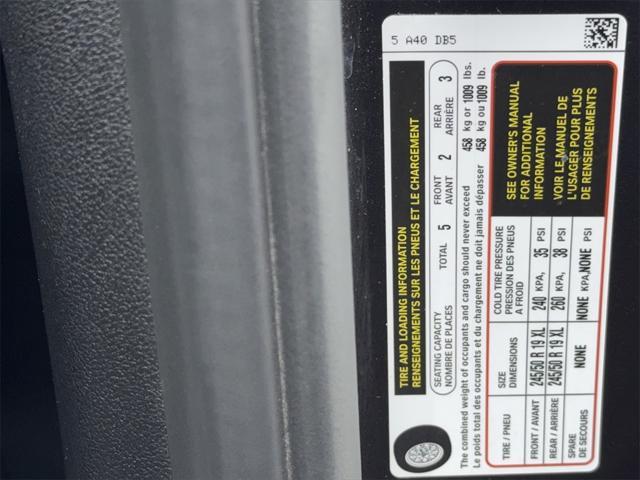 5 A40 DB5
TIRE AND LOADING INFORMATION
RENSEIGNEMENTS SUR LES PNEUS ET LE CHARGEMENT
SEATING CAPACITY TOTAL 5 FRONT 2 REAR 3
NOMBRE DE PLACES AVANT ARRIÈRE
The combined weight of occupants and cargo should never exceed 458 kg or 1009 lbs.
Le poids total des occupants et du chargement ne doit jamais dépasser 458 kg ou 1009 lb.
TIRE / PNEU SIZE DIMENSIONS COLD TIRE PRESSURE PRESSION DES PNEUS A FROID
FRONT / AVANT 245/50 R 19 XL 240 KPA, 35 PSI
REAR / ARRIÈRE 245/50 R 19 XL 260 KPA, 38 PSI
SPARE DE SECOURS NONE NONE KPA,NONE PSI
SEE OWNER'S MANUAL
FOR ADDITIONAL
INFORMATION
VOIR LE MANUEL DE
L'USAGER POUR PLUS
DE RENSEIGNEMENTS